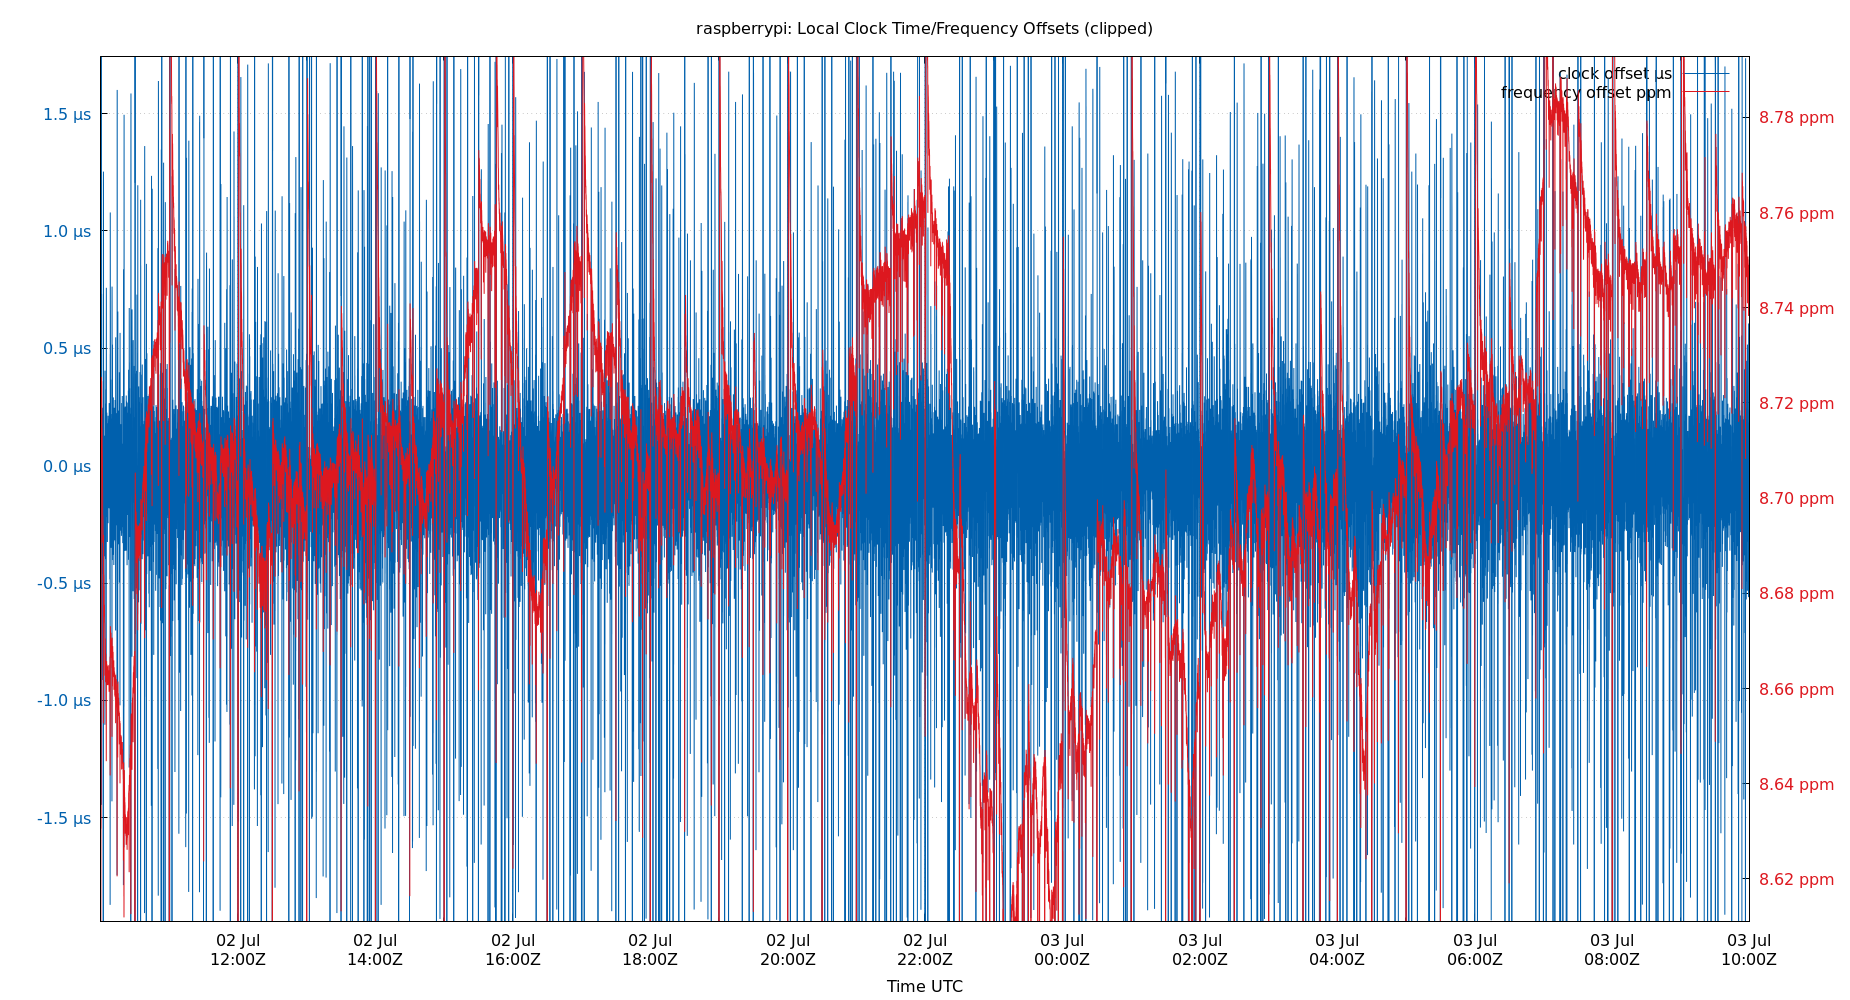 raspberrypi: Local Clock Time/Frequency Offsets (clipped)
clock offset µs
frequency offset ppm
1.5 µs
1.0 µs
0.5 µs
0.0 µs
-0.5 µs
-1.0 µs
-1.5 µs
8.78 ppm
8.76 ppm
8.74 ppm
8.72 ppm
8.70 ppm
8.68 ppm
8.66 ppm
8.64 ppm
8.62 ppm
02 Jul 02 Jul 02 Jul 02 Jul 02 Jul 02 Jul 03 Jul 03 Jul 03 Jul 03 Jul 03 Jul 03 Jul
12:00Z 14:00Z 16:00Z 18:00Z 20:00Z 22:00Z 00:00Z 02:00Z 04:00Z 06:00Z 08:00Z 10:00Z
Time UTC